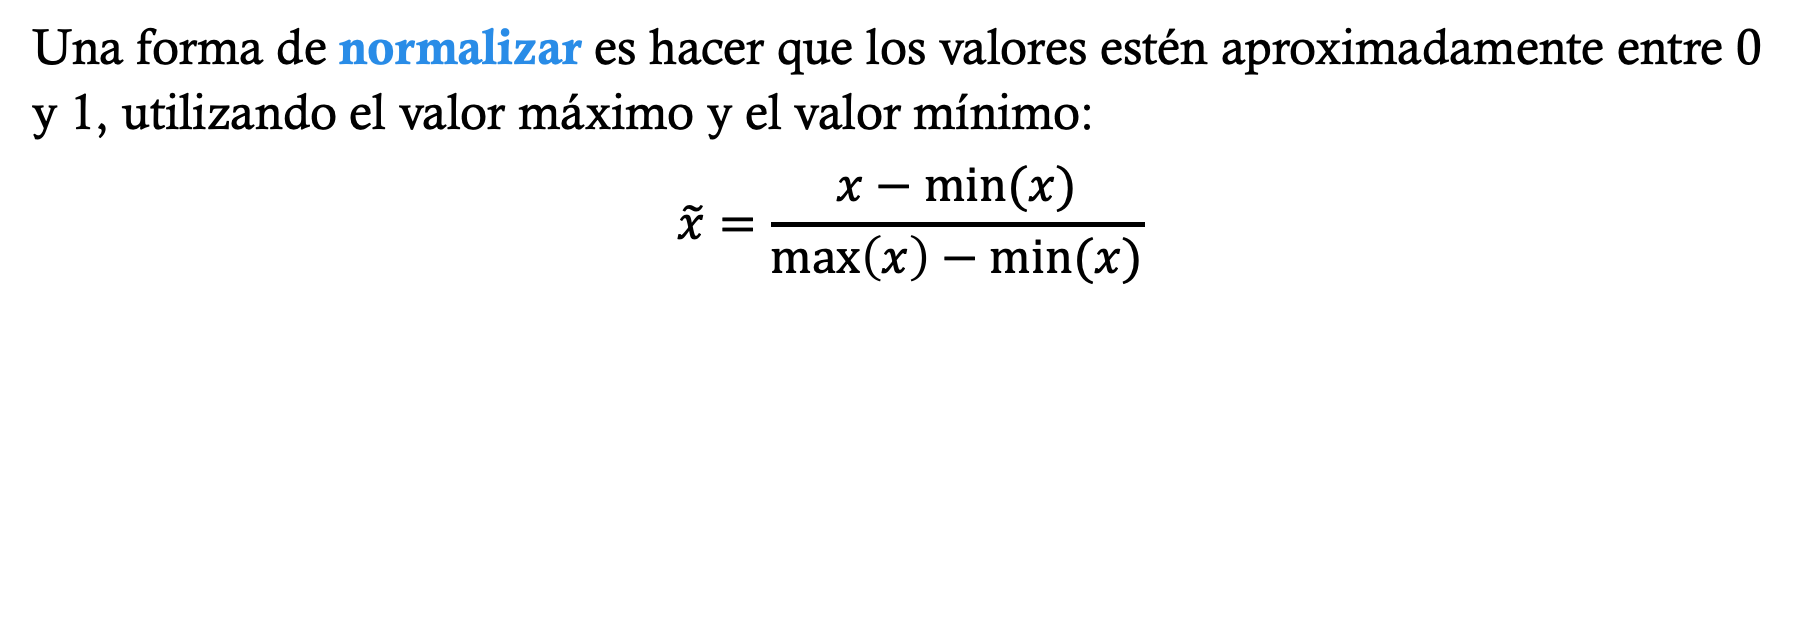 Una forma de normalizar es hacer que los valores estén aproximadamente entre 0
y 1, utilizando el valor máximo y el valor mínimo:
x̃ = (x − min(x)) / (max(x) − min(x))